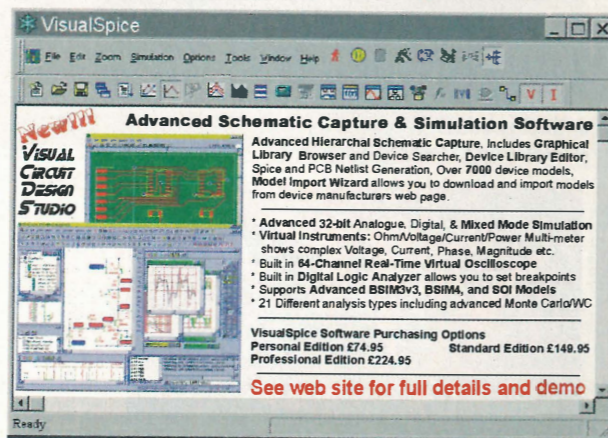 VisualSpice
File Edit Zoom Simulation Options Tools Window Help
New!!!
VISUAL
CIRCUIT
DESIGN
STUDIO
Advanced Schematic Capture & Simulation Software
Advanced Hierarchal Schematic Capture, Includes Graphical
Library Browser and Device Searcher, Device Library Editor,
Spice and PCB Netlist Generation, Over 7000 device models,
Model Import Wizard allows you to download and import models
from device manufacturers web page.
* Advanced 32-bit Analogue, Digital, & Mixed Mode Simulation
* Virtual Instruments: Ohm/Voltage/Current/Power Multi-meter
shows complex Voltage, Current, Phase, Magnitude etc.
* Built in 64-Channel Real-Time Virtual Oscilloscope
* Built in Digital Logic Analyzer allows you to set breakpoints
* Supports Advanced BSIM3v3, BSIM4, and SOI Models
* 21 Different analysis types including advanced Monte Carlo/WC
VisualSpice Software Purchasing Options
Personal Edition £74.95 Standard Edition £149.95
Professional Edition £224.95
See web site for full details and demo
Ready